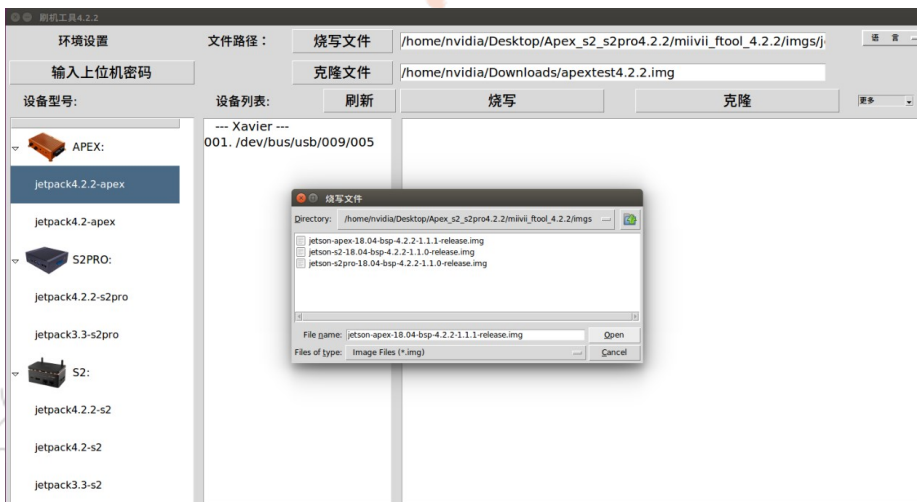 刷机工具4.2.2
环境设置
文件路径：
烧写文件
/home/nvidia/Desktop/Apex_s2_s2pro4.2.2/miivii_ftool_4.2.2/imgs/j
语 言
输入上位机密码
克隆文件
/home/nvidia/Downloads/apextest4.2.2.img
设备型号:
设备列表:
刷新
烧写
克隆
更多
APEX:
jetpack4.2.2-apex
jetpack4.2-apex
S2PRO:
jetpack4.2.2-s2pro
jetpack3.3-s2pro
S2:
jetpack4.2.2-s2
jetpack4.2-s2
jetpack3.3-s2
--- Xavier ---
001. /dev/bus/usb/009/005
烧写文件
Directory: /home/nvidia/Desktop/Apex_s2_s2pro4.2.2/miivii_ftool_4.2.2/imgs
jetson-apex-18.04-bsp-4.2.2-1.1.1-release.img
jetson-s2-18.04-bsp-4.2.2-1.1.0-release.img
jetson-s2pro-18.04-bsp-4.2.2-1.1.0-release.img
File name: jetson-apex-18.04-bsp-4.2.2-1.1.1-release.img
Open
Files of type: Image Files (*.img)
Cancel